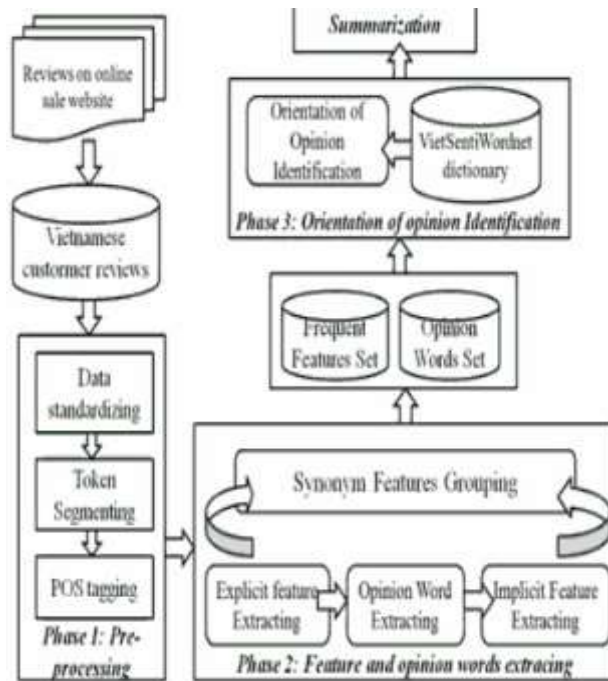 Reviews on online
sale website
Vietnamese
custormer reviews
Data
standardizing
Token
Segmenting
POS tagging
Phase 1: Pre-
processing
Summarization
Orientation of
Opinion
Identification
VietSentiWordnet
dictionary
Phase 3: Orientation of opinion Identification
Frequent
Features Set
Opinion
Words Set
Synonym Features Grouping
Explicit feature
Extracting
Opinion Word
Extracting
Implicit Feature
Extracting
Phase 2: Feature and opinion words extracing